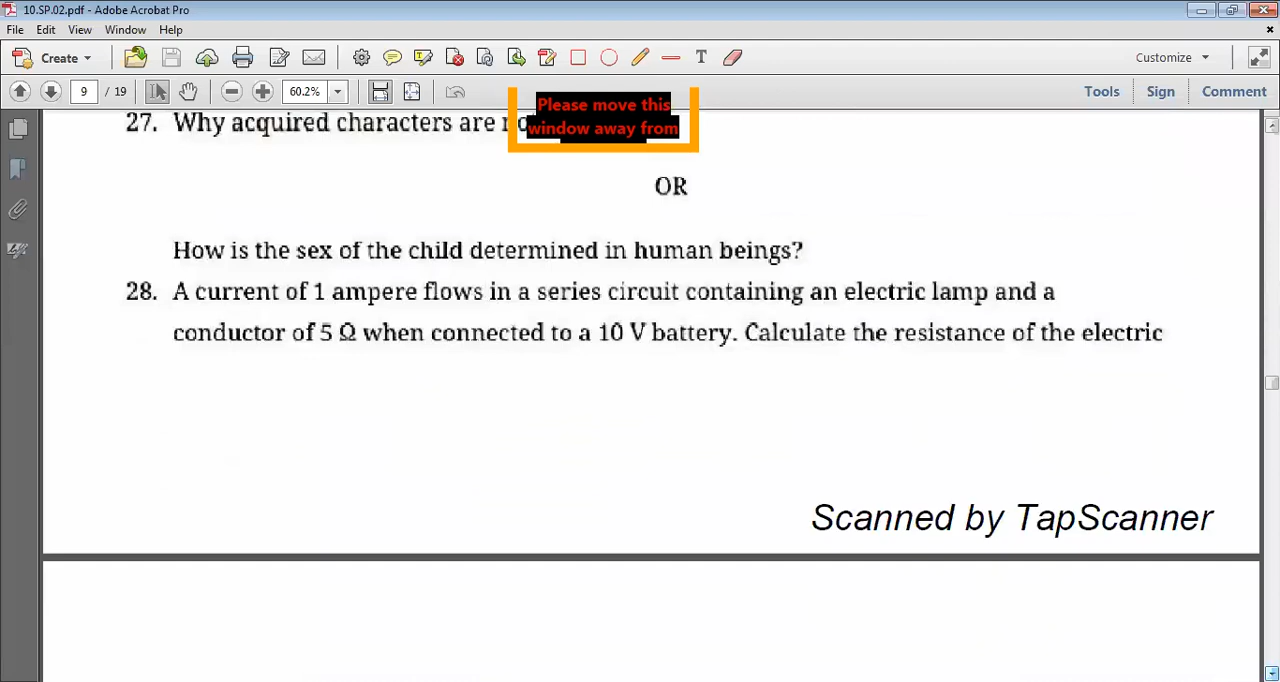 10.SP.02.pdf - Adobe Acrobat Pro
File Edit View Window Help
Create Customize
9 / 19 60.2% Tools Sign Comment
Please move this
window away from
27. Why acquired characters are
OR
How is the sex of the child determined in human beings?
28. A current of 1 ampere flows in a series circuit containing an electric lamp and a
conductor of 5 Ω when connected to a 10 V battery. Calculate the resistance of the electric
Scanned by TapScanner